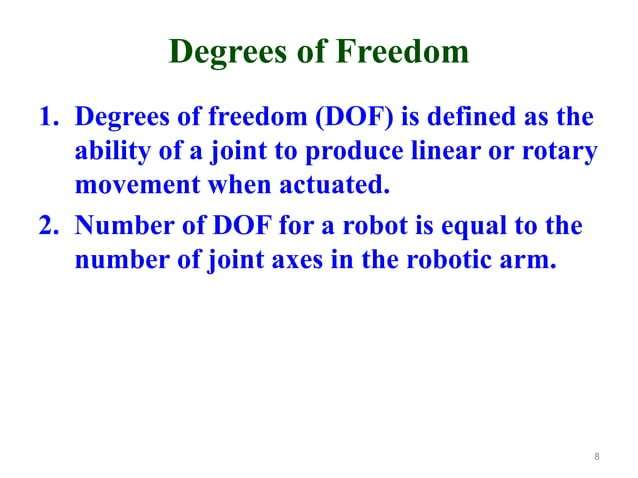 Degrees of Freedom
1. Degrees of freedom (DOF) is defined as the
ability of a joint to produce linear or rotary
movement when actuated.
2. Number of DOF for a robot is equal to the
number of joint axes in the robotic arm.
8